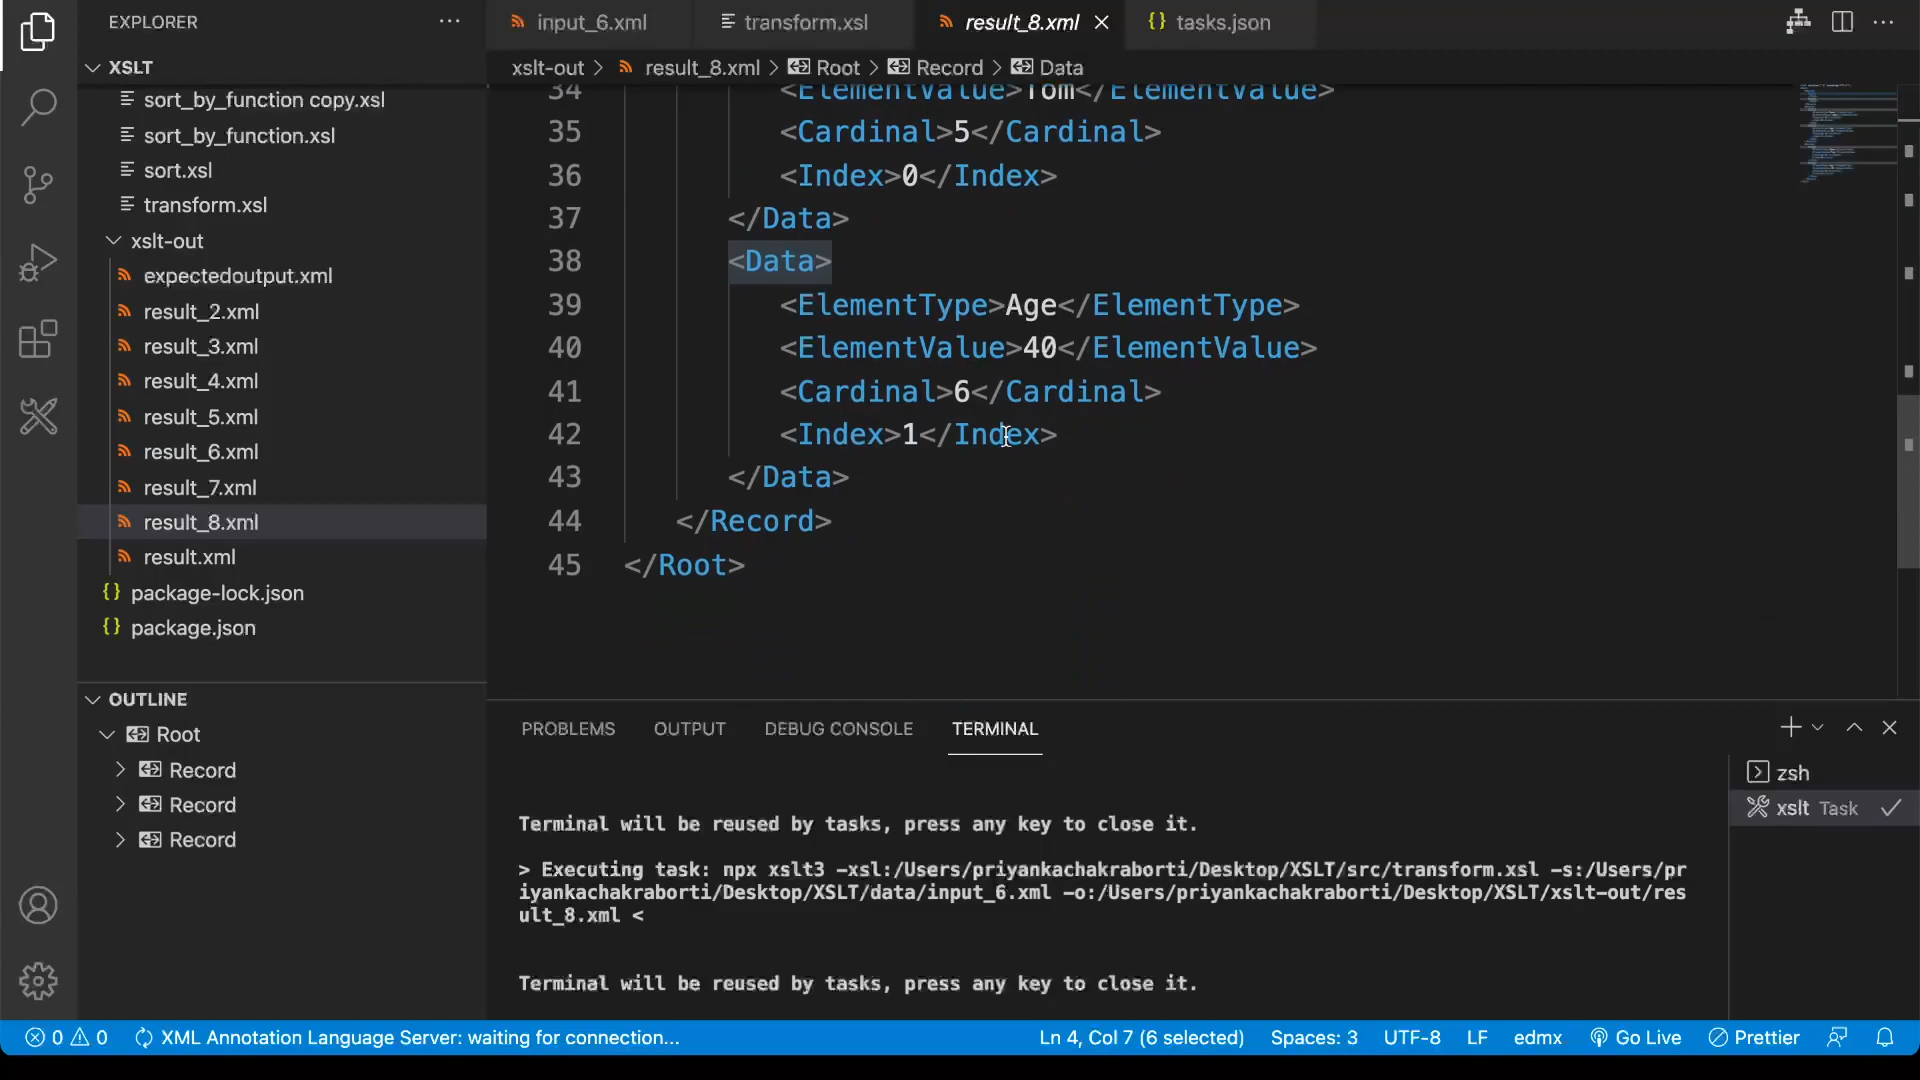 EXPLORER
XSLT
sort_by_function copy.xsl
sort_by_function.xsl
sort.xsl
transform.xsl
xslt-out
expectedoutput.xml
result_2.xml
result_3.xml
result_4.xml
result_5.xml
result_6.xml
result_7.xml
result_8.xml
result.xml
package-lock.json
package.json
OUTLINE
Root
Record
Record
Record
input_6.xml
transform.xsl
result_8.xml
tasks.json
xslt-out > result_8.xml > Root > Record > Data
34 <ElementValue>Tom</ElementValue>
35 <Cardinal>5</Cardinal>
36 <Index>0</Index>
37 </Data>
38 <Data>
39 <ElementType>Age</ElementType>
40 <ElementValue>40</ElementValue>
41 <Cardinal>6</Cardinal>
42 <Index>1</Index>
43 </Data>
44 </Record>
45 </Root>
PROBLEMS OUTPUT DEBUG CONSOLE TERMINAL
Terminal will be reused by tasks, press any key to close it.
> Executing task: npx xslt3 -xsl:/Users/priyankachakraborti/Desktop/XSLT/src/transform.xsl -s:/Users/pr
iyankachakraborti/Desktop/XSLT/data/input_6.xml -o:/Users/priyankachakraborti/Desktop/XSLT/xslt-out/res
ult_8.xml <
Terminal will be reused by tasks, press any key to close it.
zsh
xslt Task
0 0 XML Annotation Language Server: waiting for connection... Ln 4, Col 7 (6 selected) Spaces: 3 UTF-8 LF edmx Go Live Prettier